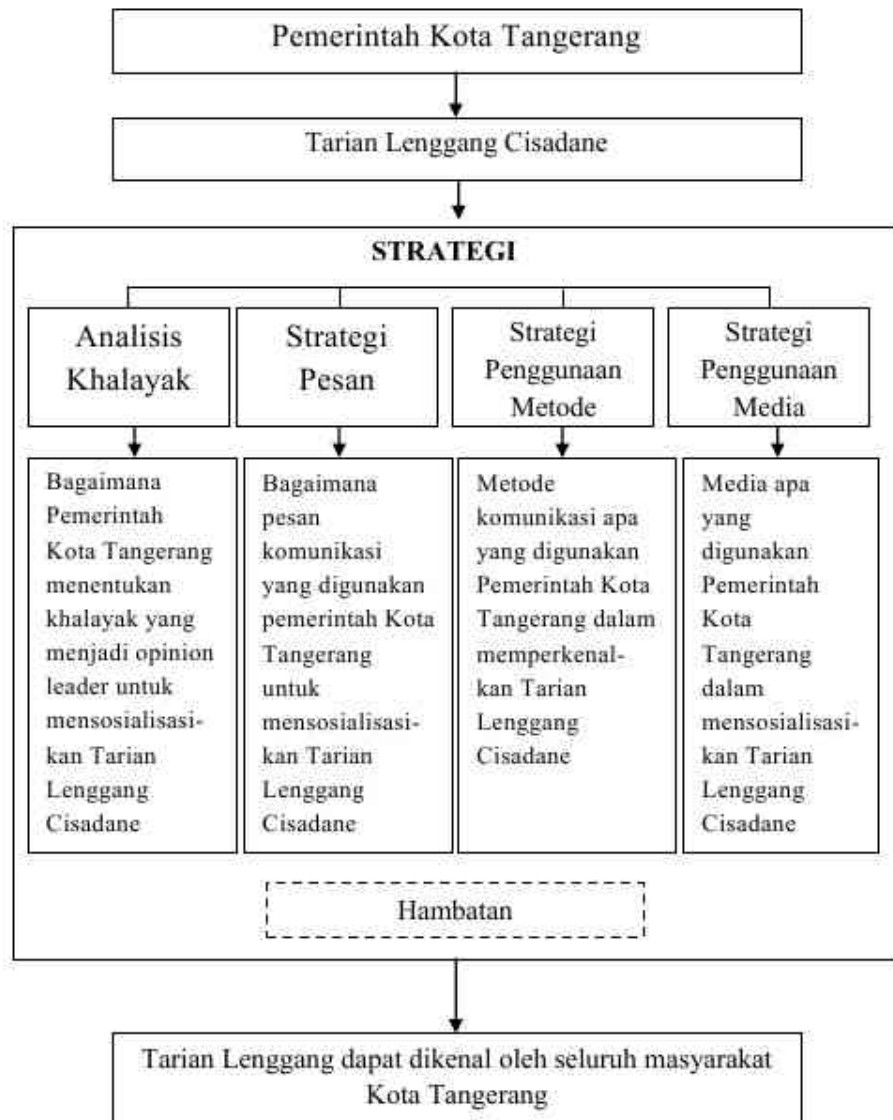 Pemerintah Kota Tangerang
Tarian Lenggang Cisadane
STRATEGI
Analisis
Khalayak
Strategi
Pesan
Strategi
Penggunaan
Metode
Strategi
Penggunaan
Media
Bagaimana
Pemerintah
Kota Tangerang
menentukan
khalayak yang
menjadi opinion
leader untuk
mensosialisasi-
kan Tarian
Lenggang
Cisadane
Bagaimana
pesan
komunikasi
yang digunakan
pemerintah Kota
Tangerang
untuk
mensosialisasi-
kan Tarian
Lenggang
Cisadane
Metode
komunikasi apa
yang digunakan
Pemerintah Kota
Tangerang dalam
memperkenal-
kan Tarian
Lenggang
Cisadane
Media apa
yang
digunakan
Pemerintah
Kota
Tangerang
dalam
mensosialisasi-
kan Tarian
Lenggang
Cisadane
Hambatan
Tarian Lenggang dapat dikenal oleh seluruh masyarakat
Kota Tangerang